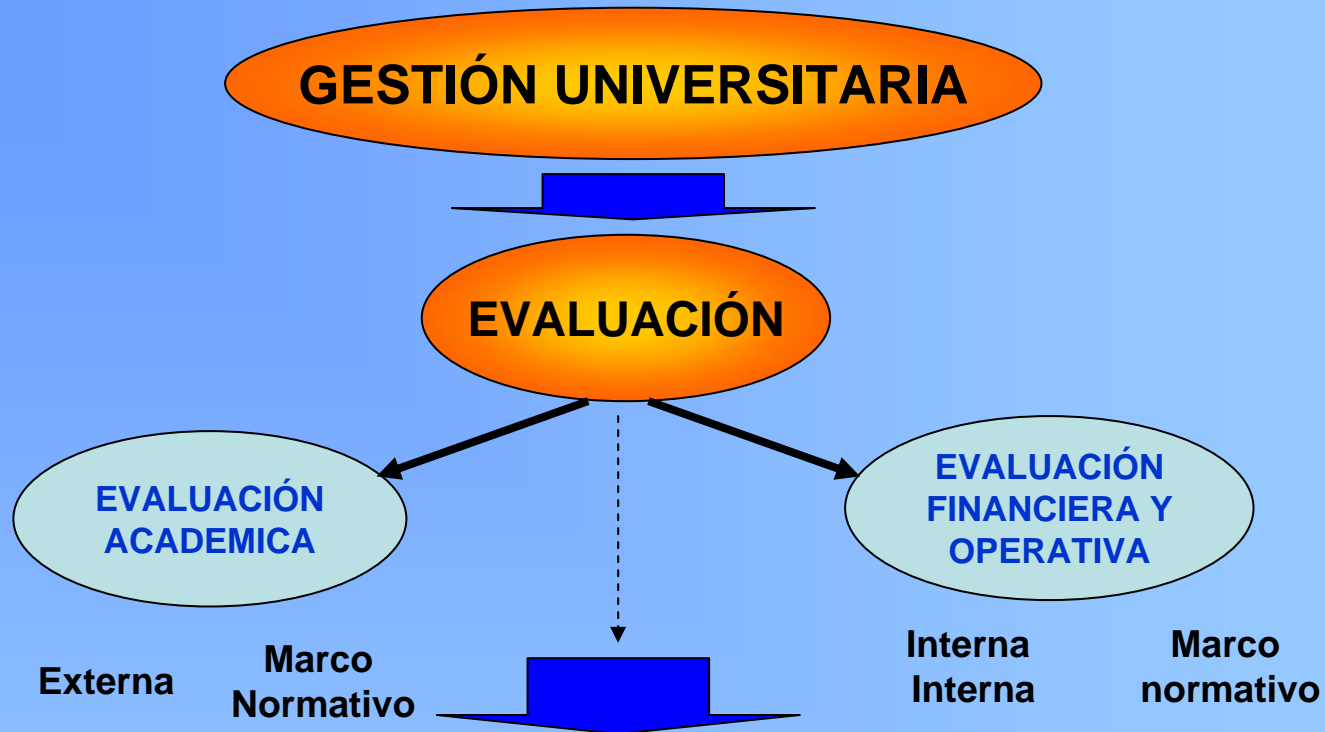 GESTIÓN UNIVERSITARIA
EVALUACIÓN
EVALUACIÓN
ACADEMICA
EVALUACIÓN
FINANCIERA Y
OPERATIVA
Externa
Marco
Normativo
Interna
Interna
Marco
normativo